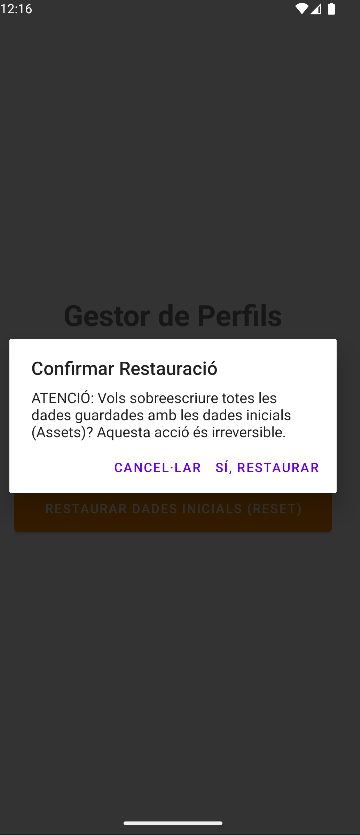 12:16
Gestor de Perfils
Confirmar Restauració
ATENCIÓ: Vols sobreescriure totes les
dades guardades amb les dades inicials
(Assets)? Aquesta acció és irreversible.
CANCEL·LAR SÍ, RESTAURAR
RESTAURAR DADES INICIALS (RESET)